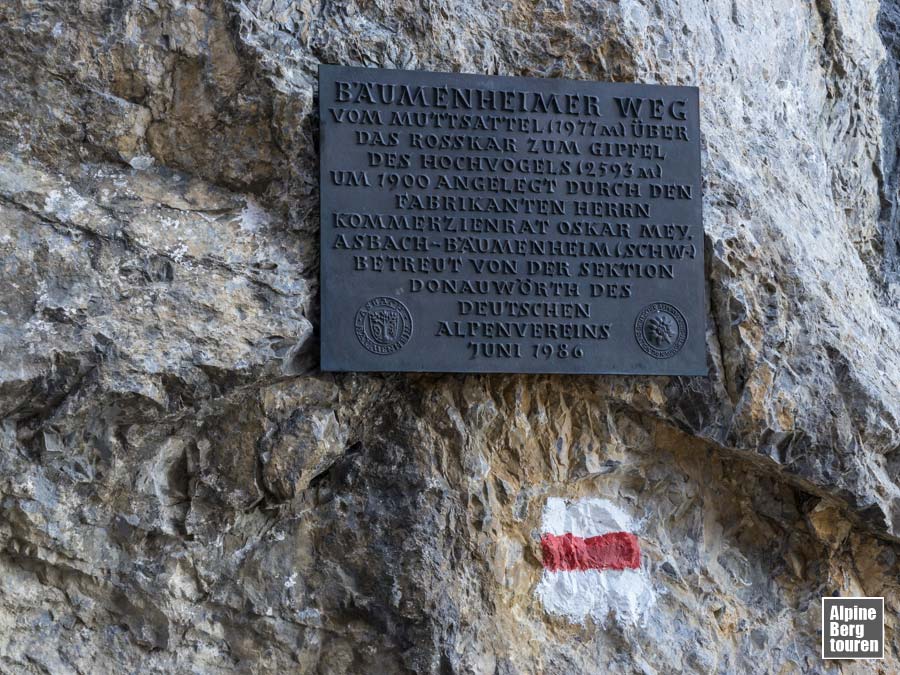 BÄUMENHEIMER WEG
VOM MUTTSATTEL (1977 m) ÜBER
DAS ROSSKAR ZUM GIPFEL
DES HOCHVOGELS (2593 m)
UM 1900 ANGELEGT DURCH DEN
FABRIKANTEN HERRN
KOMMERZIENRAT OSKAR MEY,
ASBACH-BÄUMENHEIM (SCHW.)
BETREUT VON DER SEKTION
DONAUWÖRTH DES
DEUTSCHEN
ALPENVEREINS
JUNI 1986
Alpine
Berg
touren